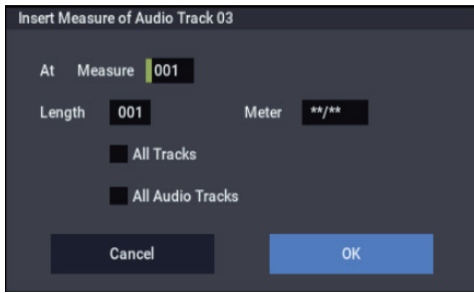 Insert Measure of Audio Track 03
At Measure 001
Length 001 Meter **/**
All Tracks
All Audio Tracks
Cancel OK